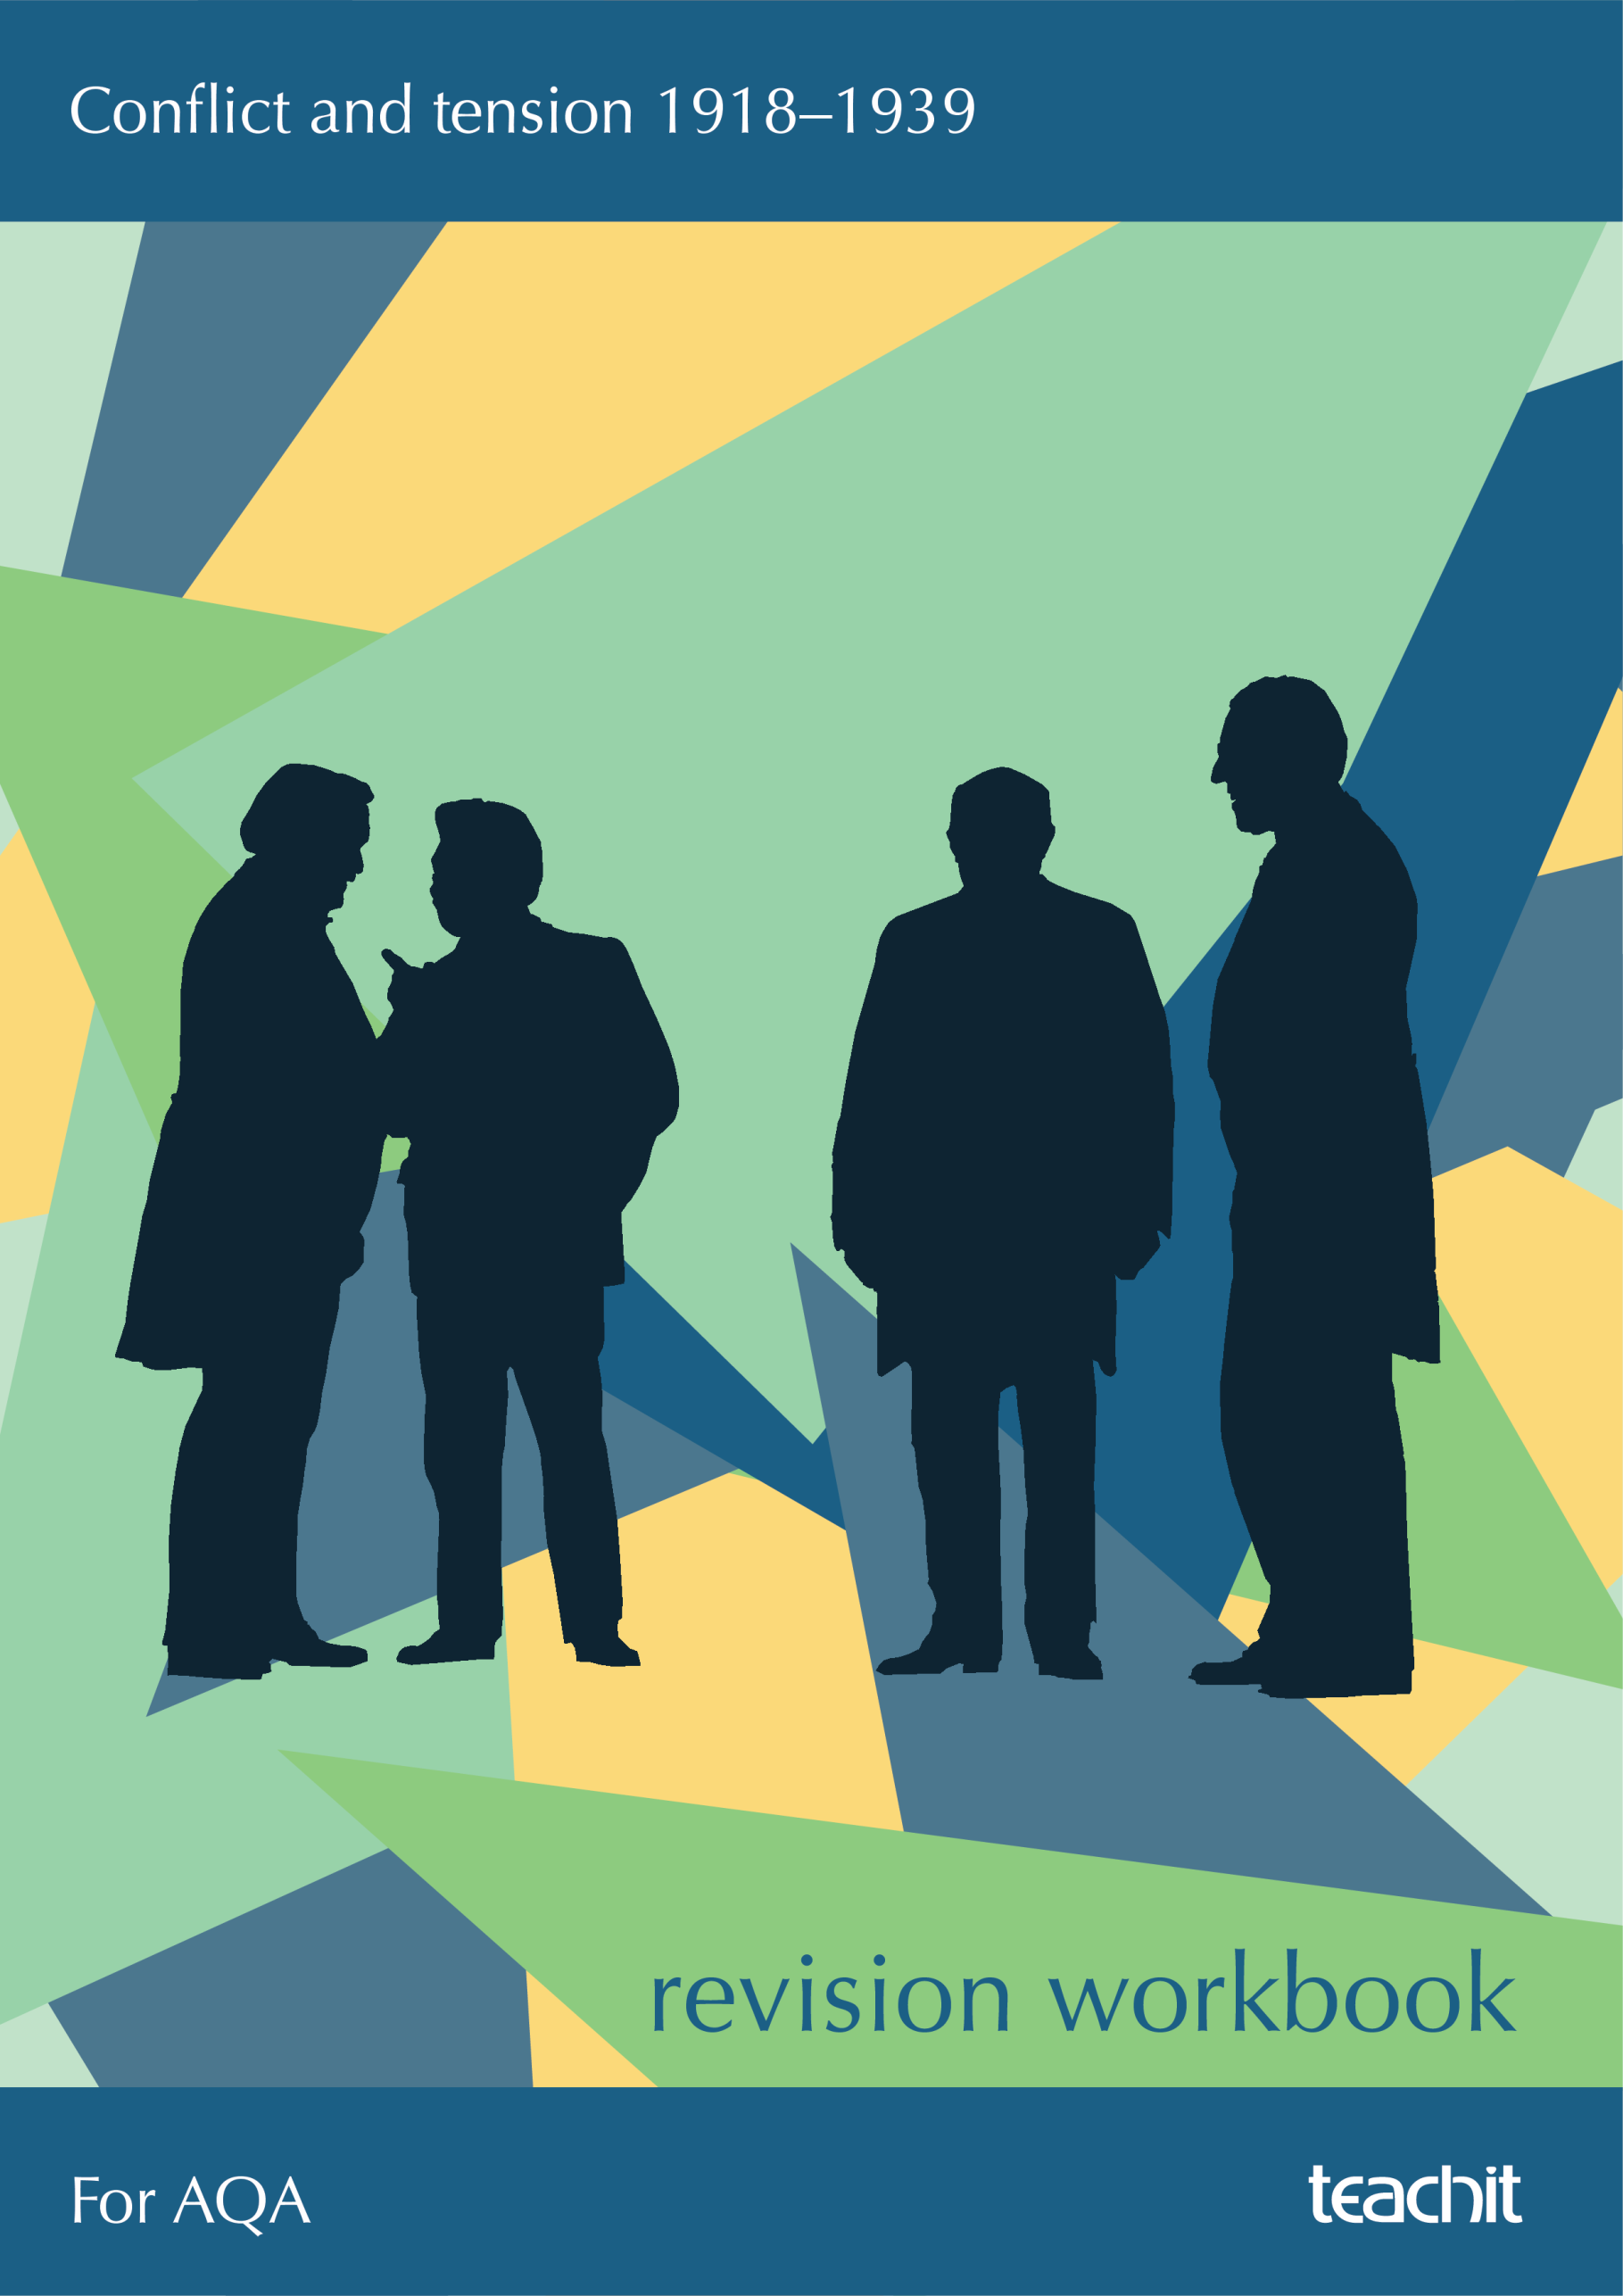 Conflict and tension 1918–1939
revision workbook
For AQA
teachit